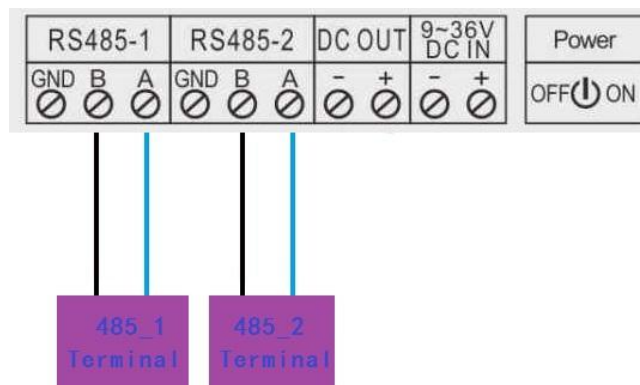 RS485-1 RS485-2 DC OUT 9~36V DC IN Power
GND B A GND B A - + - + OFF ON
485_1 Terminal
485_2 Terminal